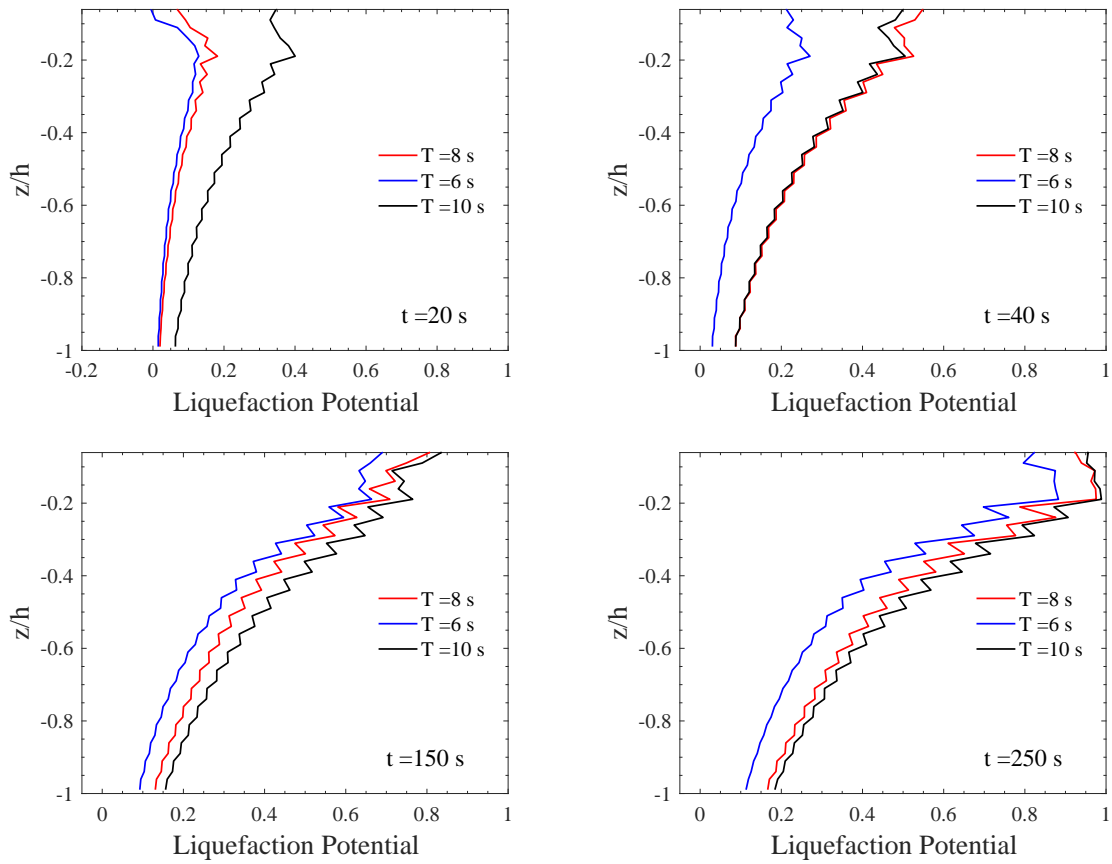 -0.2
-0.4
-0.6
-0.8
-1
z/h
T =8 s
T =6 s
T =10 s
t =20 s
-0.2 0 0.2 0.4 0.6 0.8 1
Liquefaction Potential
-0.2
-0.4
-0.6
-0.8
-1
z/h
T =8 s
T =6 s
T =10 s
t =40 s
0 0.2 0.4 0.6 0.8 1
Liquefaction Potential
-0.2
-0.4
-0.6
-0.8
-1
z/h
T =8 s
T =6 s
T =10 s
t =150 s
0 0.2 0.4 0.6 0.8 1
Liquefaction Potential
-0.2
-0.4
-0.6
-0.8
-1
z/h
T =8 s
T =6 s
T =10 s
t =250 s
0 0.2 0.4 0.6 0.8 1
Liquefaction Potential